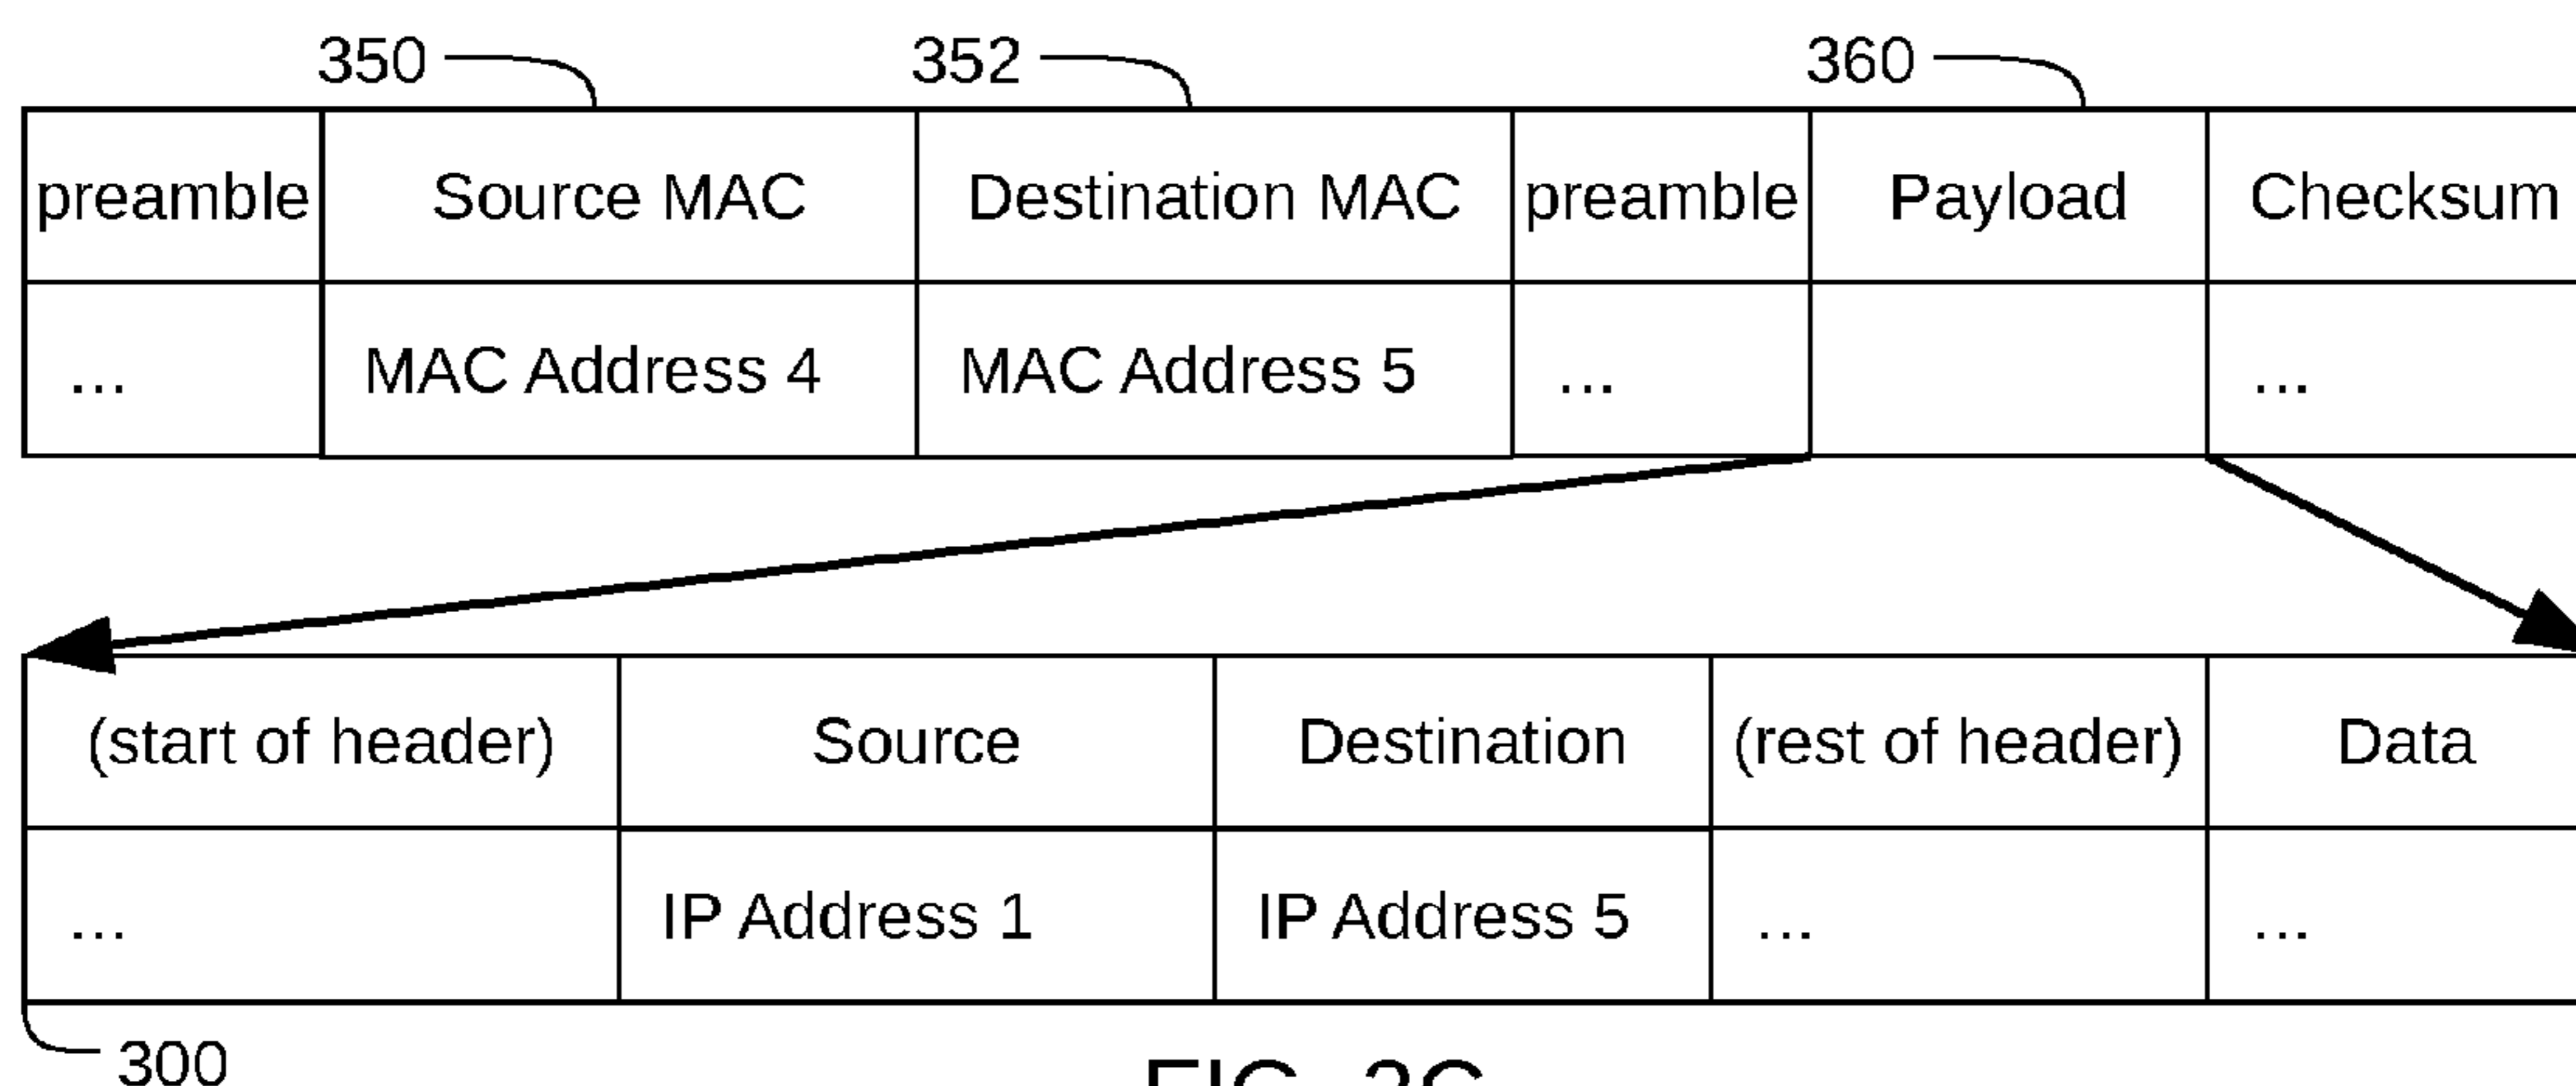 350 352 360
preamble Source MAC Destination MAC preamble Payload Checksum
... MAC Address 4 MAC Address 5 ... ...
(start of header) Source Destination (rest of header) Data
... IP Address 1 IP Address 5 ... ...
300
FIG.